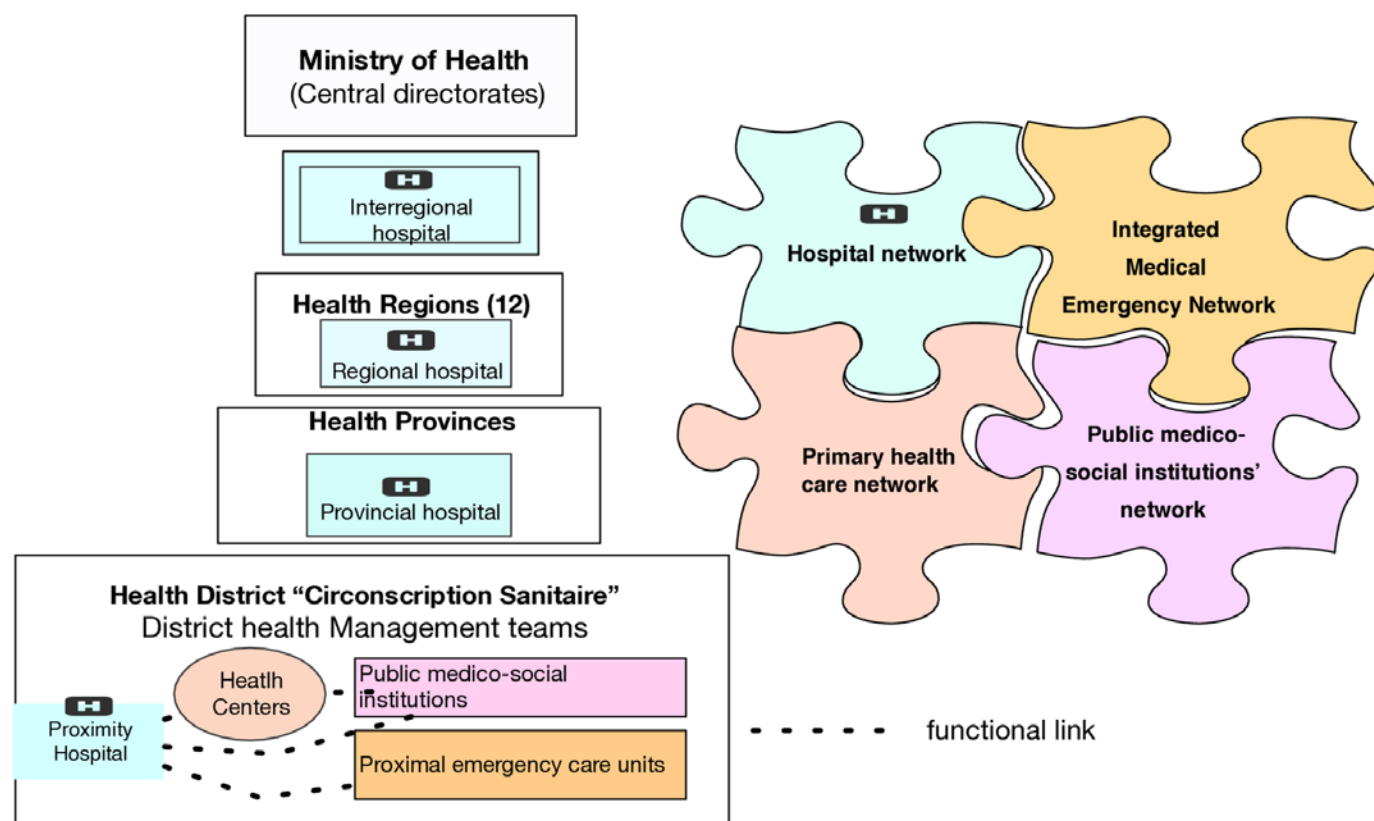 Ministry of Health
(Central directorates)
H
Interregional
hospital
Health Regions (12)
H
Regional hospital
Health Provinces
H
Provincial hospital
Health District “Circonscription Sanitaire”
District health Management teams
Heatlh
Centers
Public medico-social
institutions
H
Proximity
Hospital
Proximal emergency care units
functional link
H
Hospital network
Integrated
Medical
Emergency Network
Primary health
care network
Public medico-
social institutions’
network